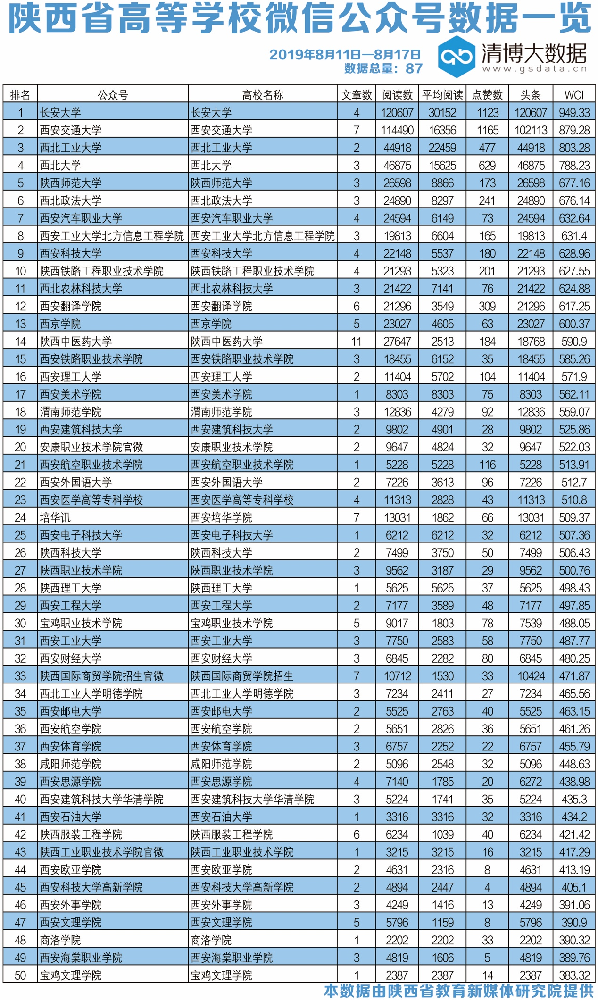 陕西省高等学校微信公众号数据一览
2019年8月11日—8月17日
数据总量：87
清博大数据
www.gsdata.cn
排名 公众号 高校名称 文章数 阅读数 平均阅读 点赞数 头条 WCI
1 长安大学 长安大学 4 120607 30152 1123 120607 949.33
2 西安交通大学 西安交通大学 7 114490 16356 1165 102113 879.28
3 西北工业大学 西北工业大学 2 44918 22459 477 44918 803.28
4 西北大学 西北大学 3 46875 15625 629 46875 788.23
5 陕西师范大学 陕西师范大学 3 26598 8866 173 26598 677.16
6 西北政法大学 西北政法大学 3 24890 8297 241 24890 676.14
7 西安汽车职业大学 西安汽车职业大学 4 24594 6149 73 24594 632.64
8 西安工业大学北方信息工程学院 西安工业大学北方信息工程学院 3 19813 6604 165 19813 631.4
9 西安科技大学 西安科技大学 4 22148 5537 180 22148 628.96
10 陕西铁路工程职业技术学院 陕西铁路工程职业技术学院 4 21293 5323 201 21293 627.55
11 西北农林科技大学 西北农林科技大学 3 21422 7141 76 21422 624.88
12 西安翻译学院 西安翻译学院 6 21296 3549 309 21296 617.25
13 西京学院 西京学院 5 23027 4605 63 23027 600.37
14 陕西中医药大学 陕西中医药大学 11 27647 2513 184 18768 590.9
15 西安铁路职业技术学院 西安铁路职业技术学院 3 18455 6152 35 18455 585.26
16 西安理工大学 西安理工大学 2 11404 5702 104 11404 571.9
17 西安美术学院 西安美术学院 1 8303 8303 75 8303 562.11
18 渭南师范学院 渭南师范学院 3 12836 4279 92 12836 559.07
19 西安建筑科技大学 西安建筑科技大学 2 9802 4901 28 9802 525.86
20 安康职业技术学院官微 安康职业技术学院 2 9647 4824 32 9647 522.03
21 西安航空职业技术学院 西安航空职业技术学院 1 5228 5228 116 5228 513.91
22 西安外国语大学 西安外国语大学 2 7226 3613 96 7226 512.7
23 西安医学高等专科学校 西安医学高等专科学校 4 11313 2828 43 11313 510.8
24 培华讯 西安培华学院 7 13031 1862 66 13031 509.37
25 西安电子科技大学 西安电子科技大学 1 6212 6212 32 6212 507.36
26 陕西科技大学 陕西科技大学 2 7499 3750 50 7499 506.43
27 陕西职业技术学院 陕西职业技术学院 3 9562 3187 29 9562 500.76
28 陕西理工大学 陕西理工大学 1 5625 5625 37 5625 498.43
29 西安工程大学 西安工程大学 2 7177 3589 48 7177 497.85
30 宝鸡职业技术学院 宝鸡职业技术学院 5 9017 1803 78 7539 488.05
31 西安工业大学 西安工业大学 3 7750 2583 58 7750 487.77
32 西安财经大学 西安财经大学 3 6845 2282 80 6845 480.25
33 陕西国际商贸学院招生官微 陕西国际商贸学院招生 7 10712 1530 33 10424 471.87
34 西北工业大学明德学院 西北工业大学明德学院 3 7234 2411 27 7234 465.56
35 西安邮电大学 西安邮电大学 2 5525 2763 40 5525 463.15
36 西安航空学院 西安航空学院 2 5651 2826 36 5651 461.26
37 西安体育学院 西安体育学院 3 6757 2252 22 6757 455.79
38 咸阳师范学院 咸阳师范学院 2 5096 2548 32 5096 448.63
39 西安思源学院 西安思源学院 4 7140 1785 20 6272 438.98
40 西安建筑科技大学华清学院 西安建筑科技大学华清学院 3 5224 1741 35 5224 435.3
41 西安石油大学 西安石油大学 1 3316 3316 32 3316 434.2
42 陕西服装工程学院 陕西服装工程学院 6 6234 1039 40 6234 421.42
43 陕西工业职业技术学院官微 陕西工业职业技术学院 1 3215 3215 16 3215 417.29
44 西安欧亚学院 西安欧亚学院 2 4631 2316 8 4631 413.19
45 西安科技大学高新学院 西安科技大学高新学院 2 4894 2447 4 4894 405.1
46 西安外事学院 西安外事学院 3 4249 1416 13 4249 391.06
47 西安文理学院 西安文理学院 5 5796 1159 8 5796 390.9
48 商洛学院 商洛学院 1 2202 2202 33 2202 390.32
49 西安海棠职业学院 西安海棠职业学院 3 4819 1606 5 4819 389.76
50 宝鸡文理学院 宝鸡文理学院 1 2387 2387 14 2387 383.32
本数据由陕西省教育新媒体研究院提供